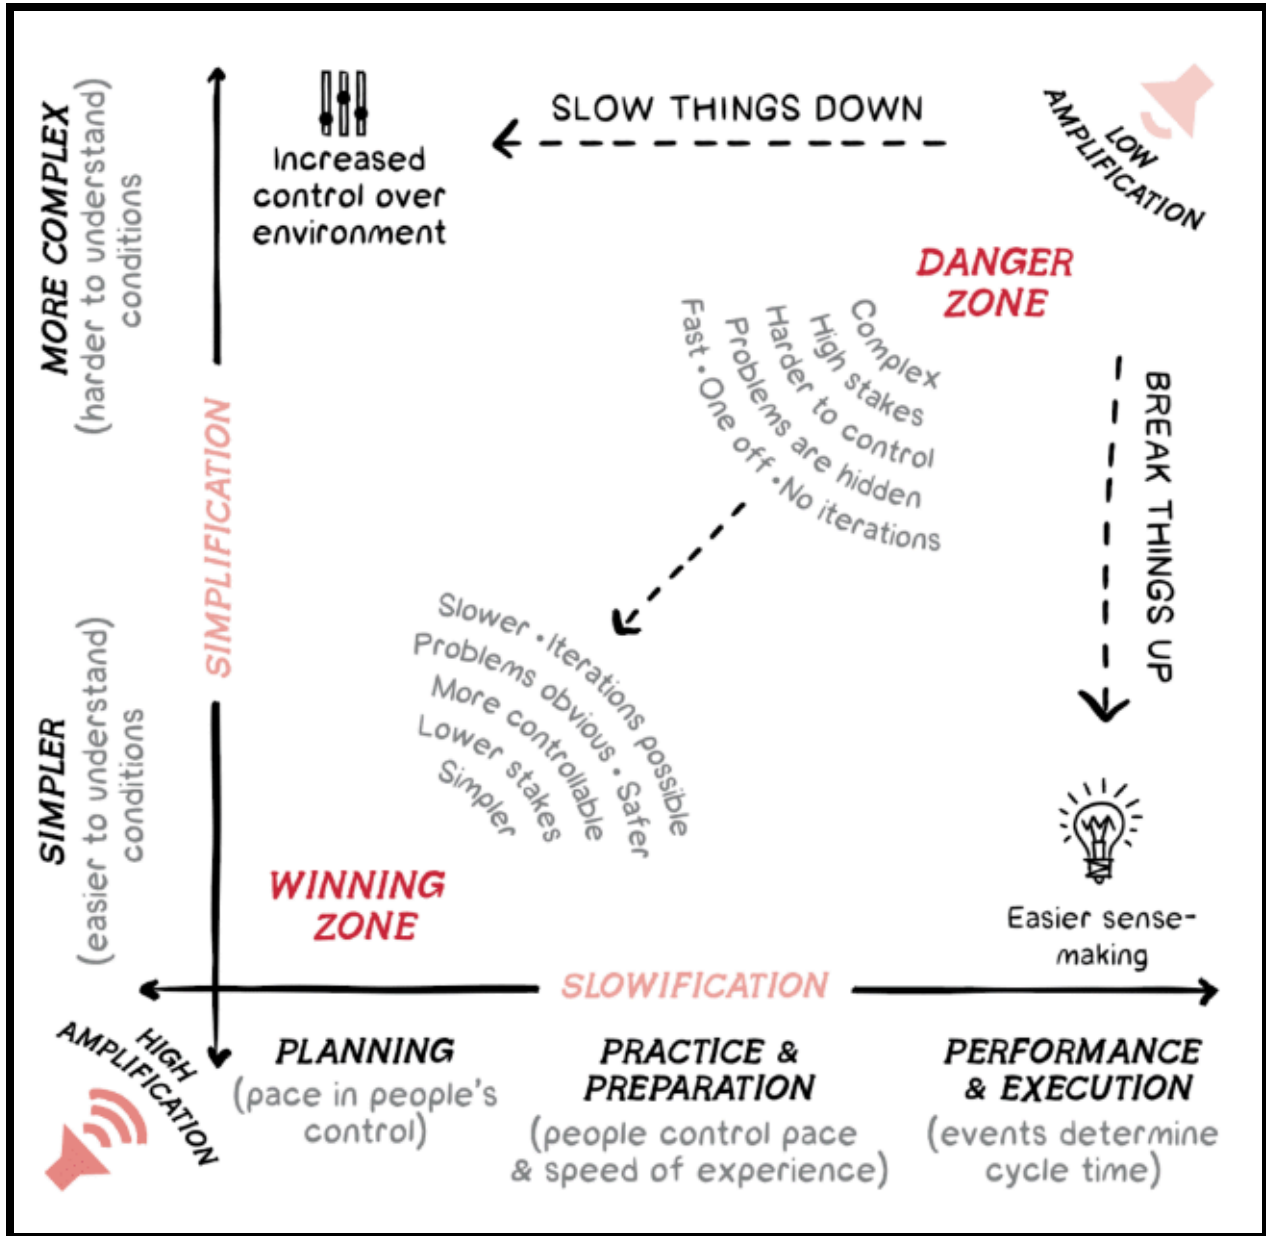 MORE COMPLEX
(harder to understand)
conditions
SIMPLIFICATION
SIMPLER
(easier to understand)
conditions
Increased
control over
environment
SLOW THINGS DOWN
LOW
AMPLIFICATION
DANGER
ZONE
Complex
High stakes
Harder to control
Problems are hidden
Fast • One off • No iterations
BREAK THINGS UP
Slower • Iterations possible
Problems obvious • Safer
More controllable
Lower stakes
Simpler
WINNING
ZONE
Easier sense-
making
SLOWIFICATION
HIGH
AMPLIFICATION
PLANNING
(pace in people's
control)
PRACTICE &
PREPARATION
(people control pace
& speed of experience)
PERFORMANCE
& EXECUTION
(events determine
cycle time)